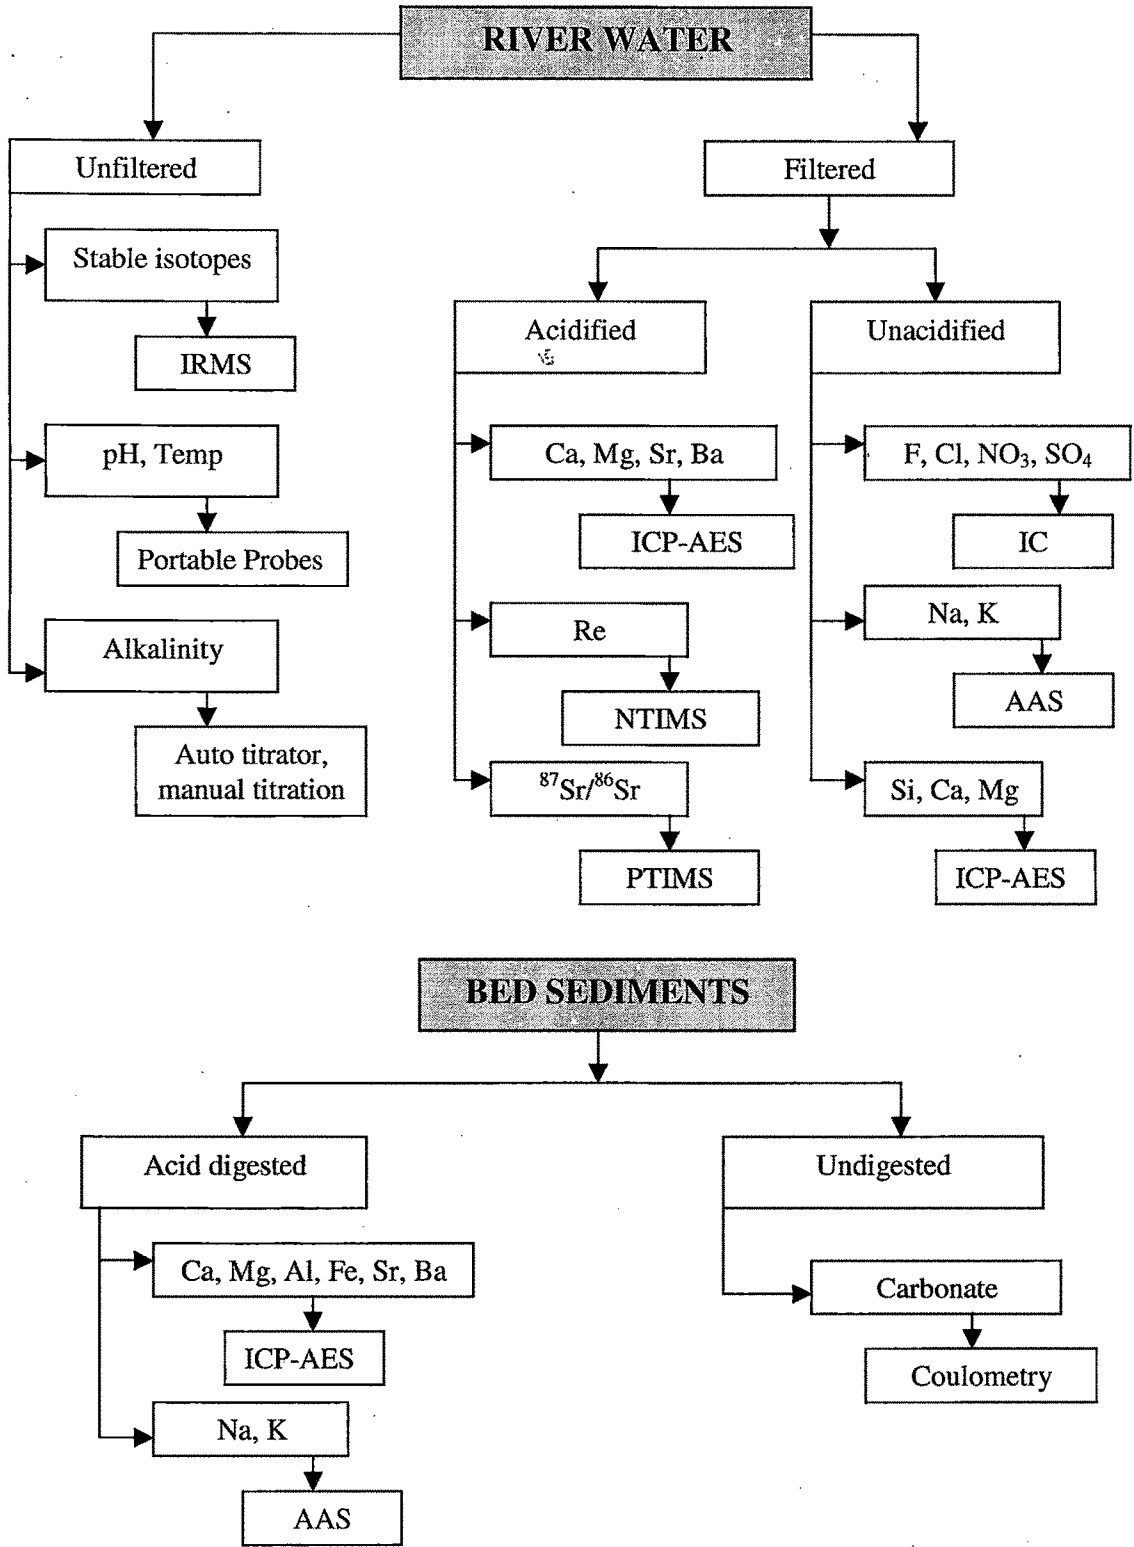 RIVER WATER
Unfiltered
Stable isotopes
IRMS
pH, Temp
Portable Probes
Alkalinity
Auto titrator,
manual titration
Filtered
Acidified
Ca, Mg, Sr, Ba
ICP-AES
Re
NTIMS
⁸⁷Sr/⁸⁶Sr
PTIMS
Unacidified
F, Cl, NO₃, SO₄
IC
Na, K
AAS
Si, Ca, Mg
ICP-AES
BED SEDIMENTS
Acid digested
Ca, Mg, Al, Fe, Sr, Ba
ICP-AES
Na, K
AAS
Undigested
Carbonate
Coulometry